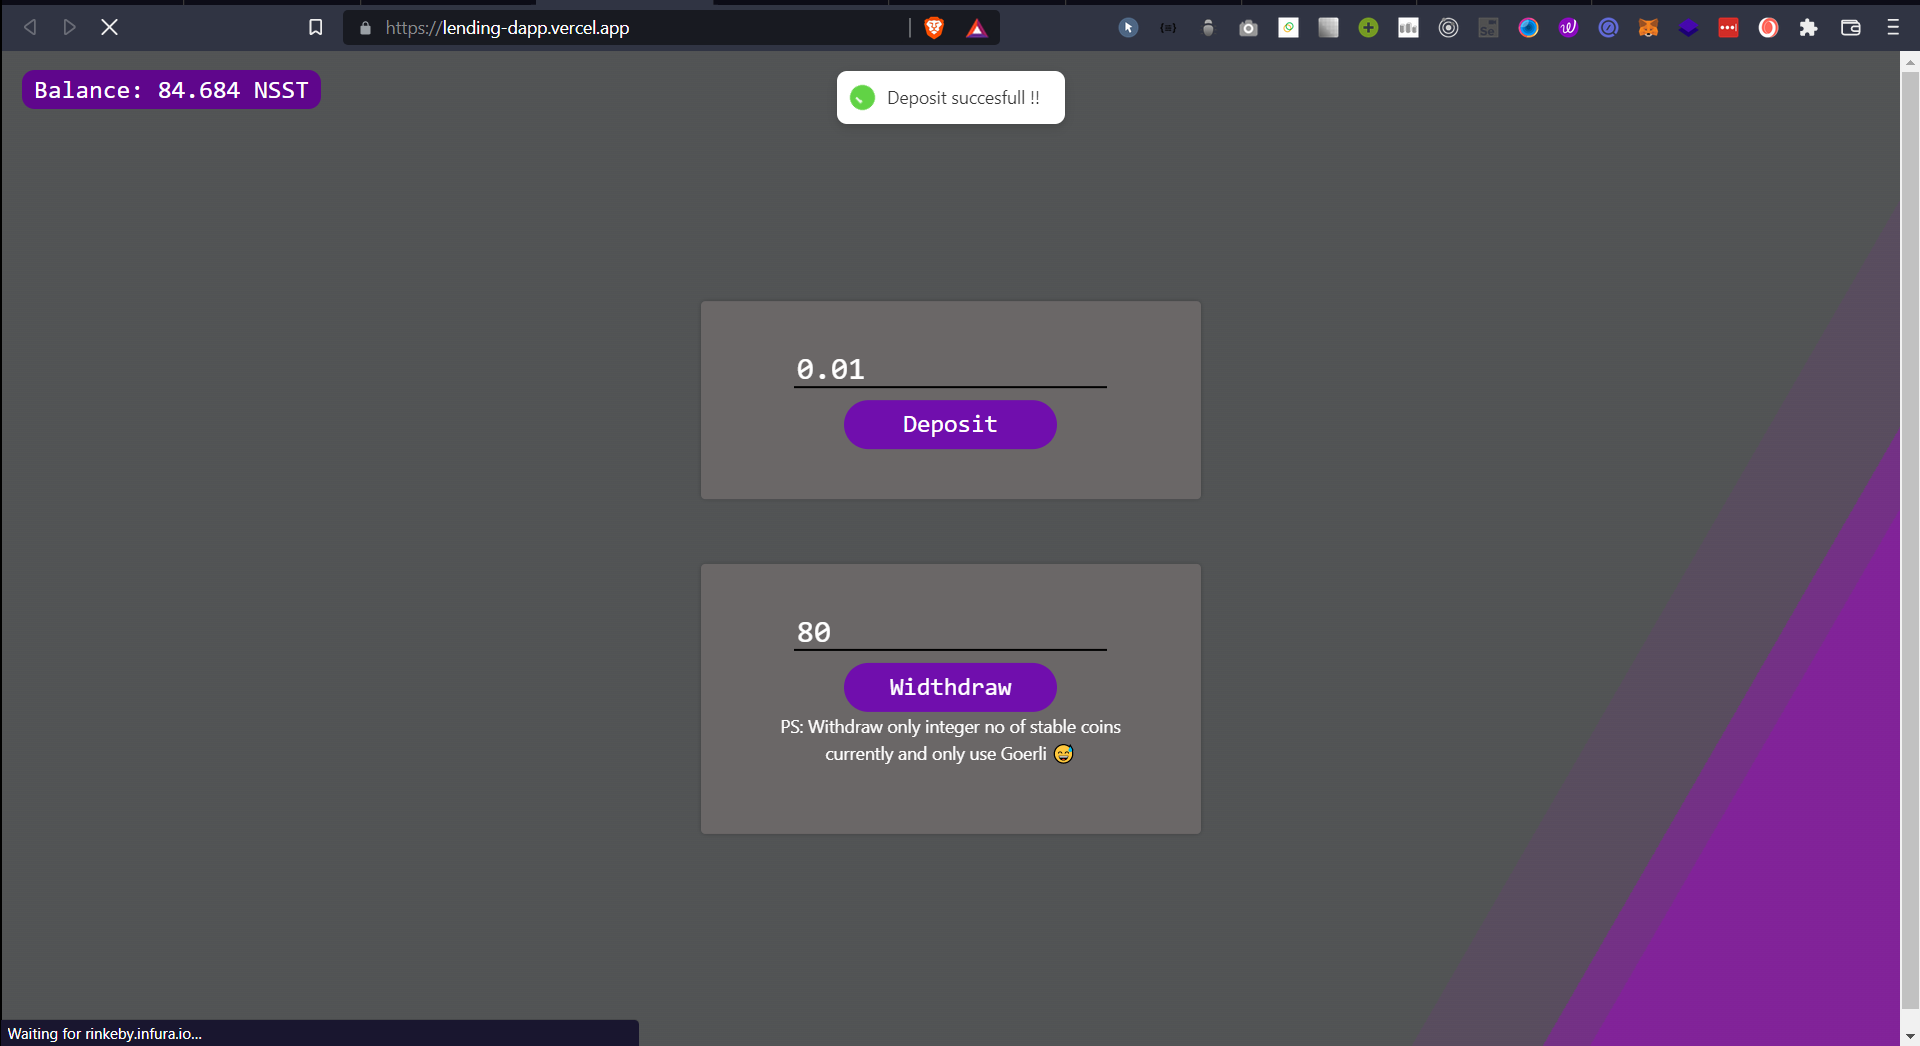 https://lending-dapp.vercel.app
Balance: 84.684 NSST
Deposit succesfull !!
0.01
Deposit
80
Widthdraw
PS: Withdraw only integer no of stable coins
currently and only use Goerli 😅
Waiting for rinkeby.infura.io...